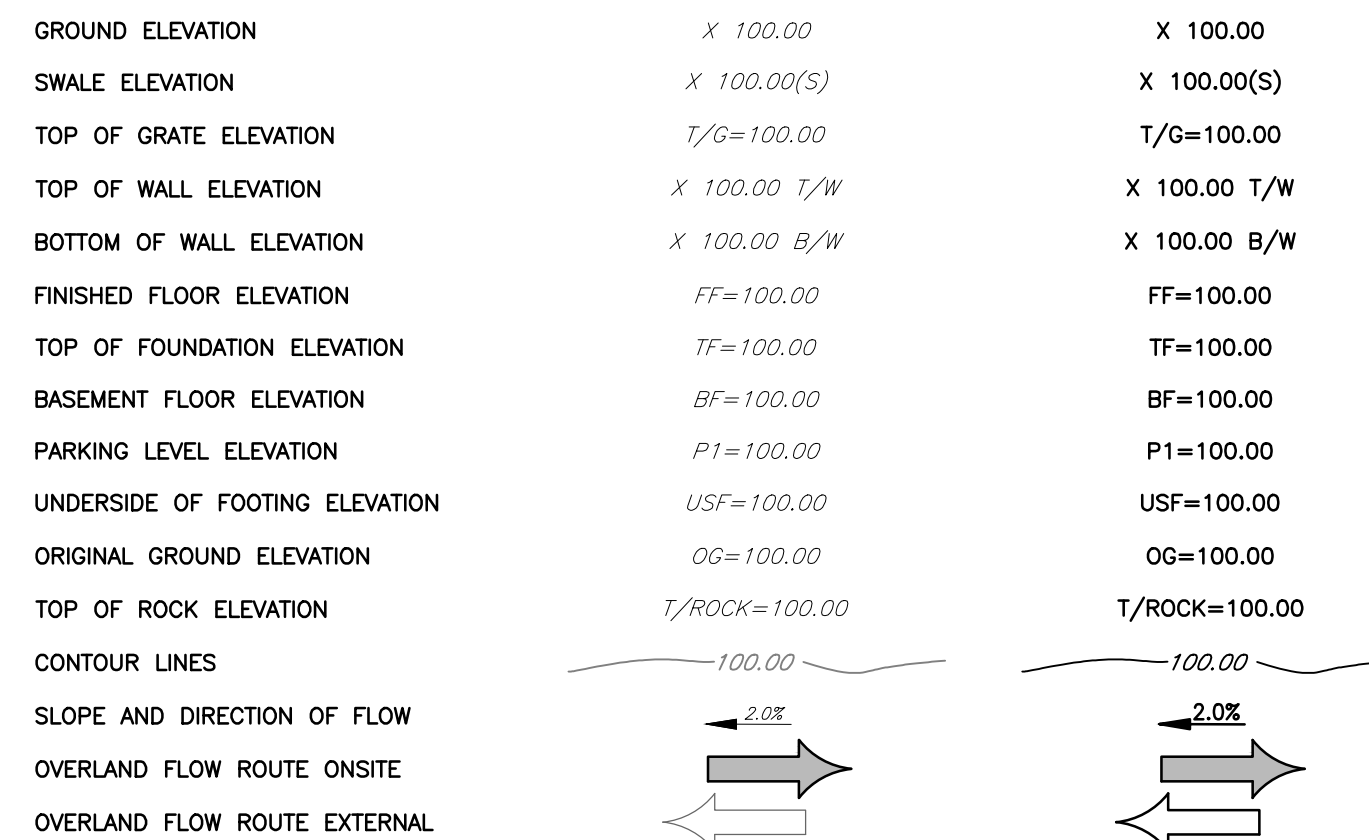 GROUND ELEVATION X 100.00 X 100.00
SWALE ELEVATION X 100.00(S) X 100.00(S)
TOP OF GRATE ELEVATION T/G=100.00 T/G=100.00
TOP OF WALL ELEVATION X 100.00 T/W X 100.00 T/W
BOTTOM OF WALL ELEVATION X 100.00 B/W X 100.00 B/W
FINISHED FLOOR ELEVATION FF=100.00 FF=100.00
TOP OF FOUNDATION ELEVATION TF=100.00 TF=100.00
BASEMENT FLOOR ELEVATION BF=100.00 BF=100.00
PARKING LEVEL ELEVATION P1=100.00 P1=100.00
UNDERSIDE OF FOOTING ELEVATION USF=100.00 USF=100.00
ORIGINAL GROUND ELEVATION OG=100.00 OG=100.00
TOP OF ROCK ELEVATION T/ROCK=100.00 T/ROCK=100.00
CONTOUR LINES 100.00 100.00
SLOPE AND DIRECTION OF FLOW 2.0% 2.0%
OVERLAND FLOW ROUTE ONSITE
OVERLAND FLOW ROUTE EXTERNAL